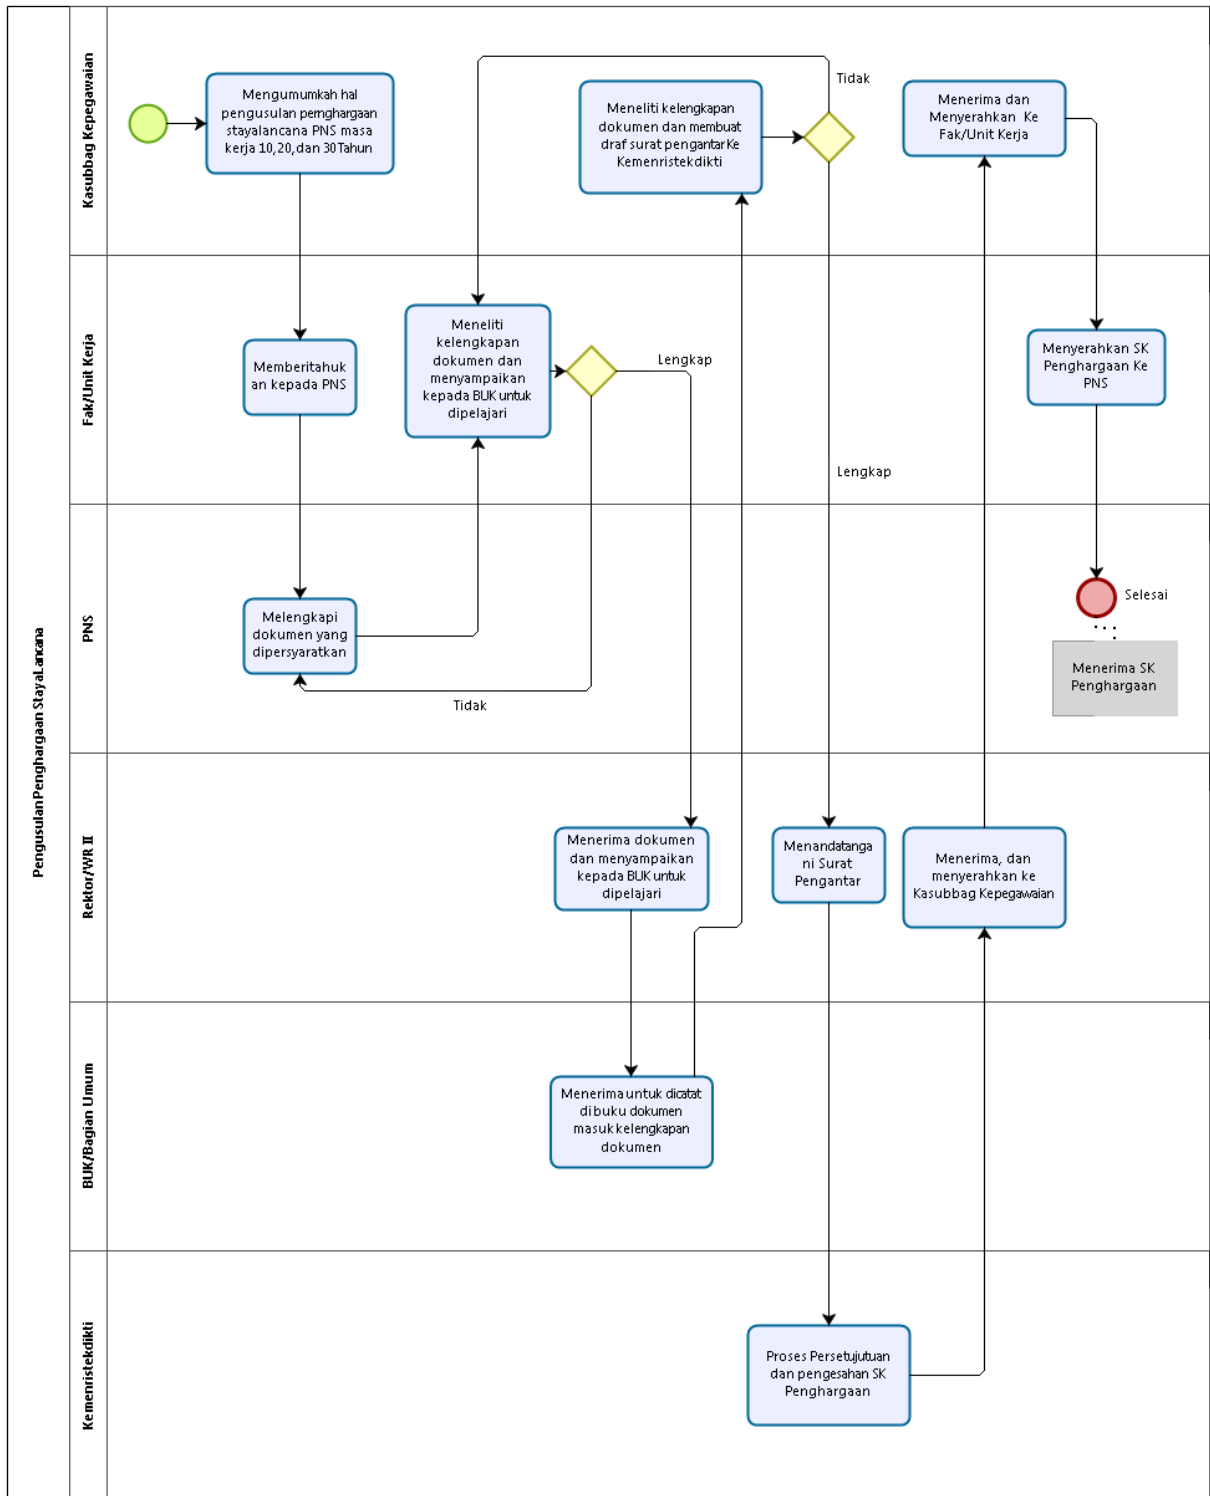 Pengusulan Penghargaan StayaLancana
Kasubbag Kepegawaian
Mengumumkah hal
pengusulan pernghargaan
stayalancana PNS masa
kerja 10,20,dan 30Tahun
Meneliti kelengkapan
dokumen dan membuat
draf surat pengantarKe
Kemenristekdikti
Tidak
Menerima dan
Menyerahkan Ke
Fak/Unit Kerja
Fak/Unit Kerja
Memberitahuk
an kepada PNS
Meneliti
kelengkapan
dokumen dan
menyampaikan
kepada BUK untuk
dipelajari
Lengkap
Lengkap
Menyerahkan SK
Penghargaan Ke
PNS
PNS
Melengkapi
dokumen yang
dipersyaratkan
Tidak
Selesai
Menerima SK
Penghargaan
Rektor/WR II
Menerima dokumen
dan menyampaikan
kepada BUK untuk
dipelajari
Menandatanga
ni Surat
Pengantar
Menerima, dan
menyerahkan ke
Kasubbag Kepegawaian
BUK/Bagian Umum
Menerima untuk dicatat
di buku dokumen
masuk kelengkapan
dokumen
Kemenristekdikti
Proses Persetujutuan
dan pengesahan SK
Penghargaan